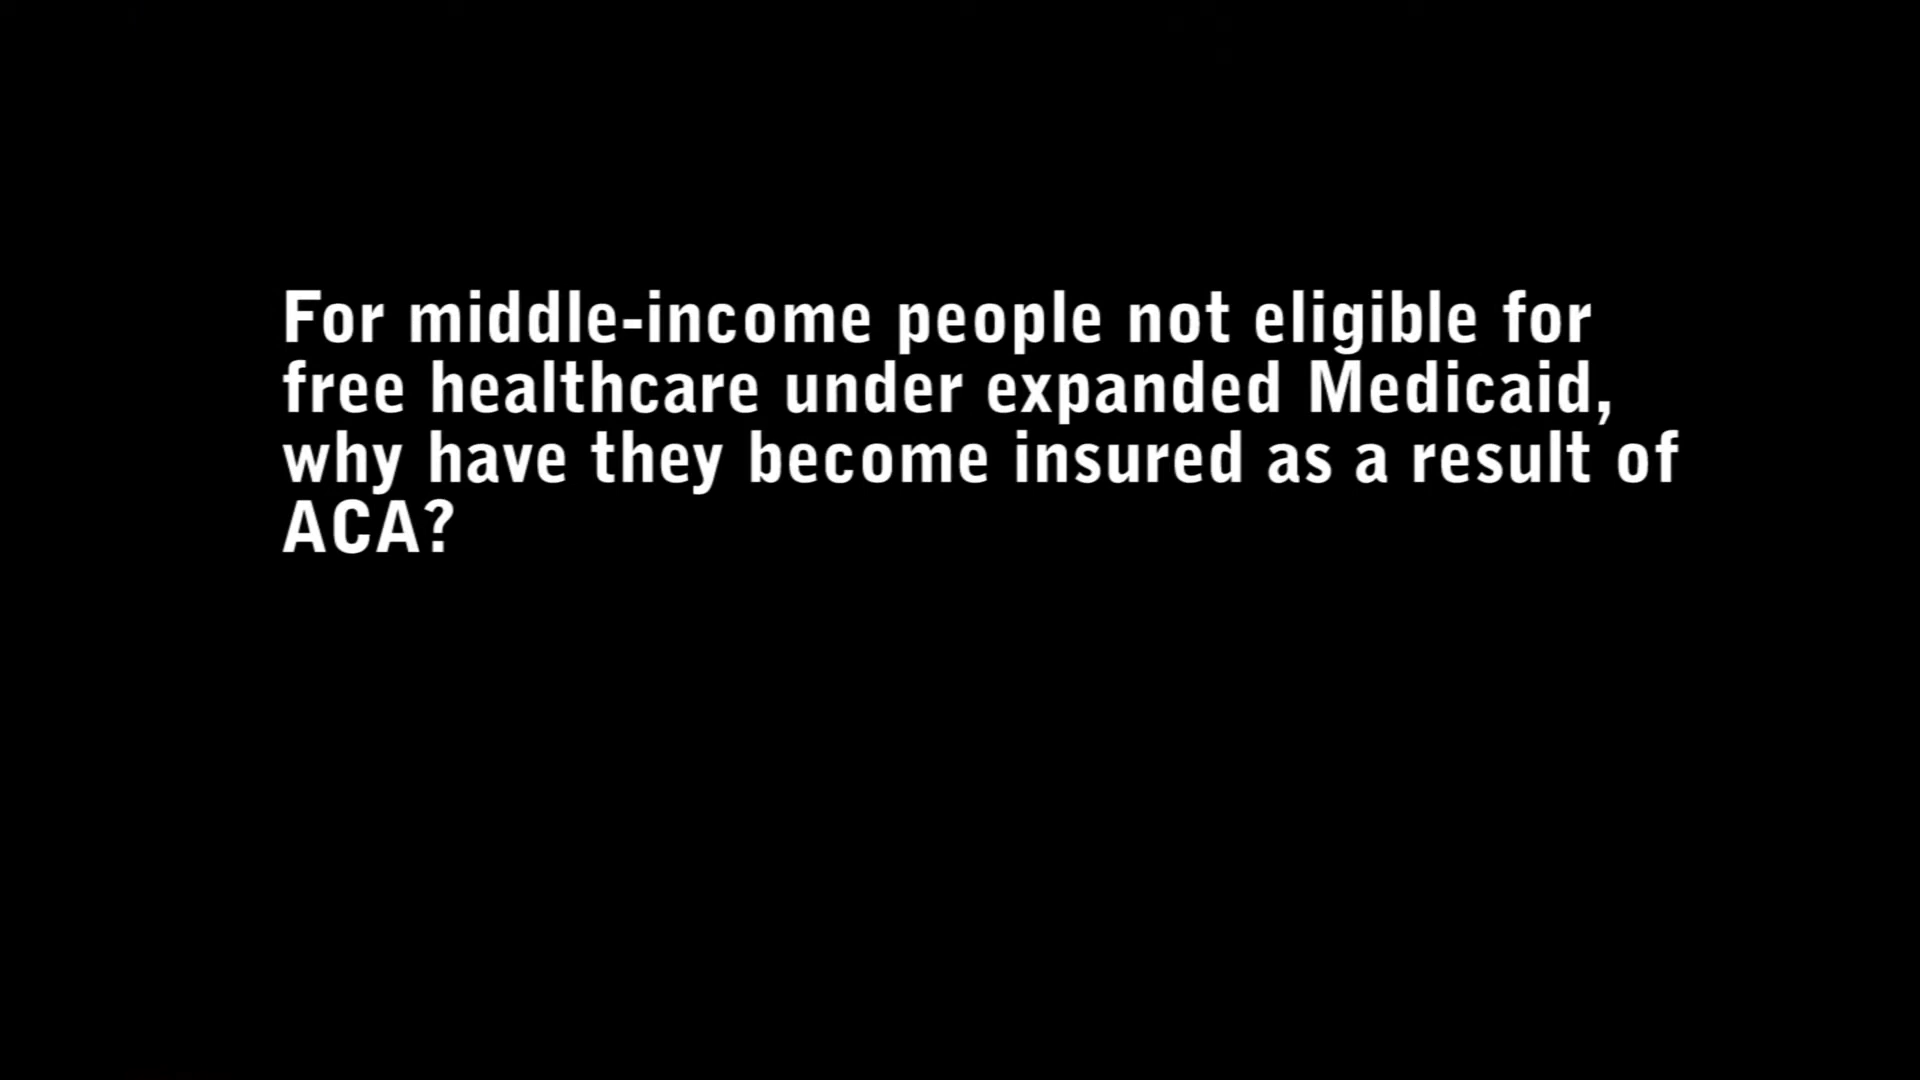 For middle-income people not eligible for
free healthcare under expanded Medicaid,
why have they become insured as a result of
ACA?